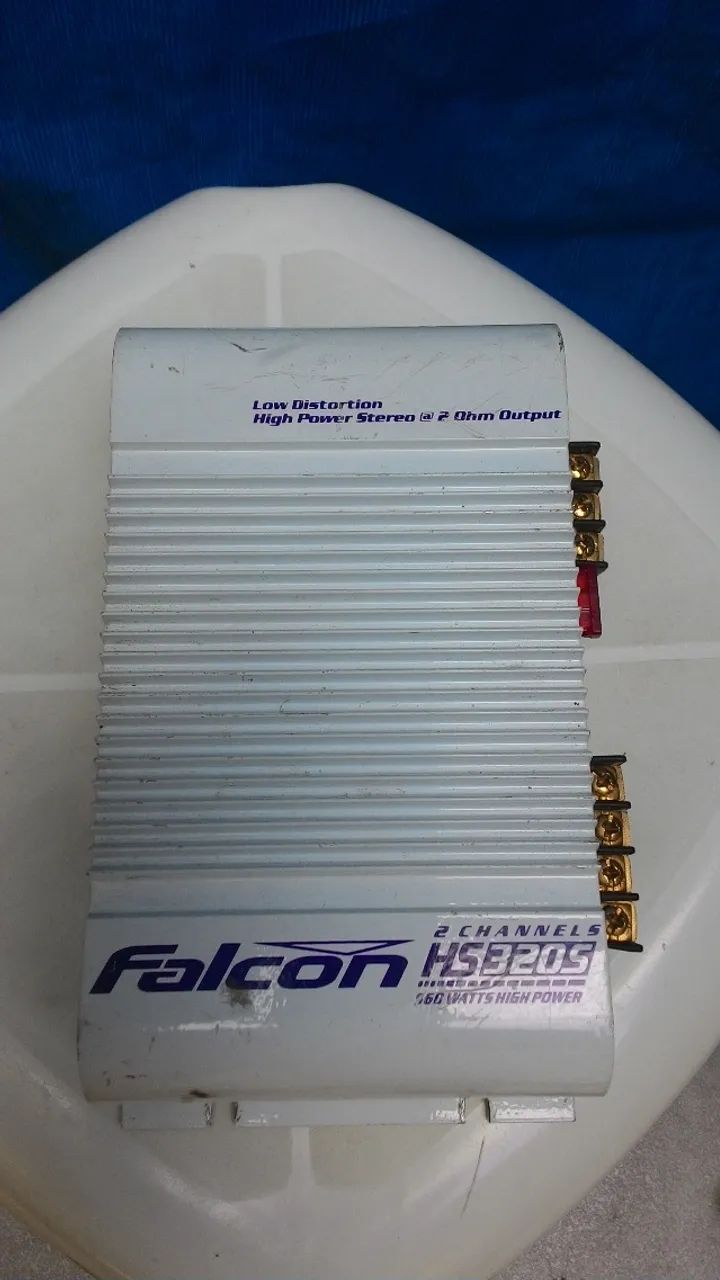 Low Distortion
High Power Stereo @ 2 Ohm Output
2 CHANNELS
Falcon HS320S
WATTS HIGH POWER